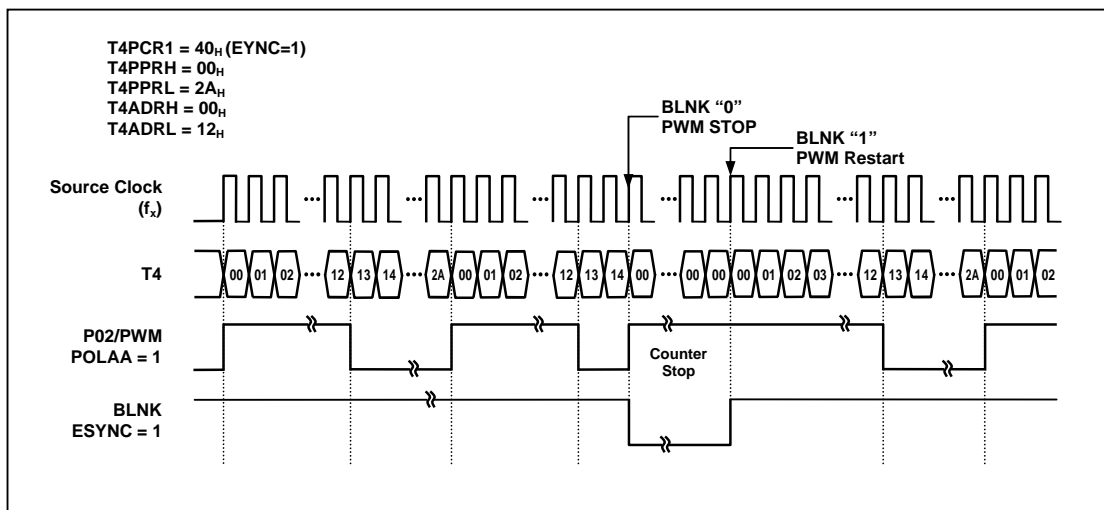 T4PCR1 = 40H (EYNC=1)
T4PPRH = 00H
T4PPRL = 2AH
T4ADRH = 00H
T4ADRL = 12H
BLNK “0”
PWM STOP
BLNK “1”
PWM Restart
Source Clock
(fx)
T4
00 01 02 ••• 12 13 14 ••• 2A 00 01 02 ••• 12 13 14 00 ••• 00 00 00 01 02 03 ••• 12 13 14 ••• 2A 00 01 02
P02/PWM
POLAA = 1
Counter
Stop
BLNK
ESYNC = 1